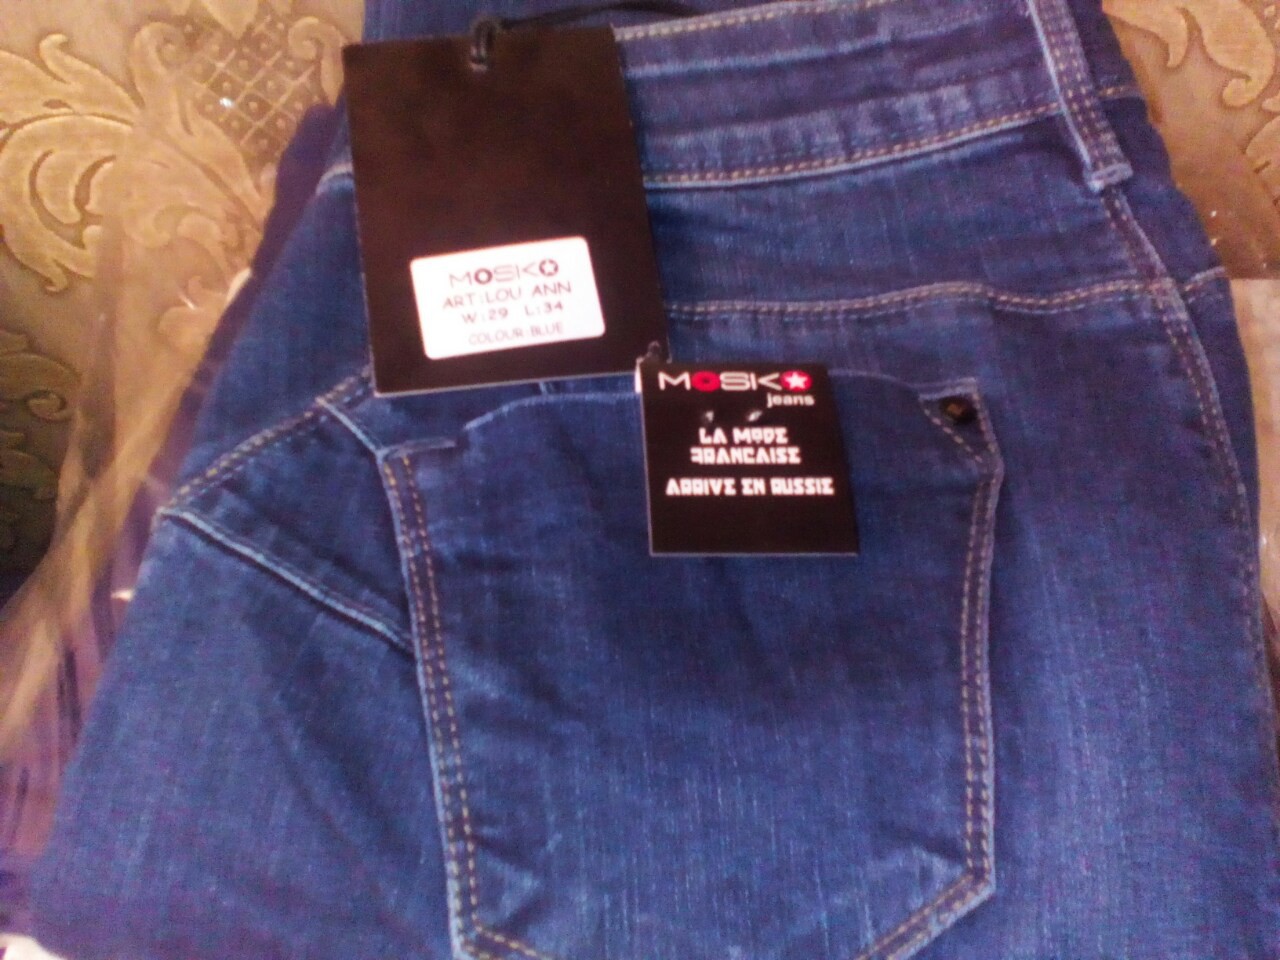 MOSKO
ART:LOU ANN
W:29 L:34
COLOUR:BLUE
MOSKO
jeans
LA MODE
FRANCAISE
ARRIVE EN RUSSIE